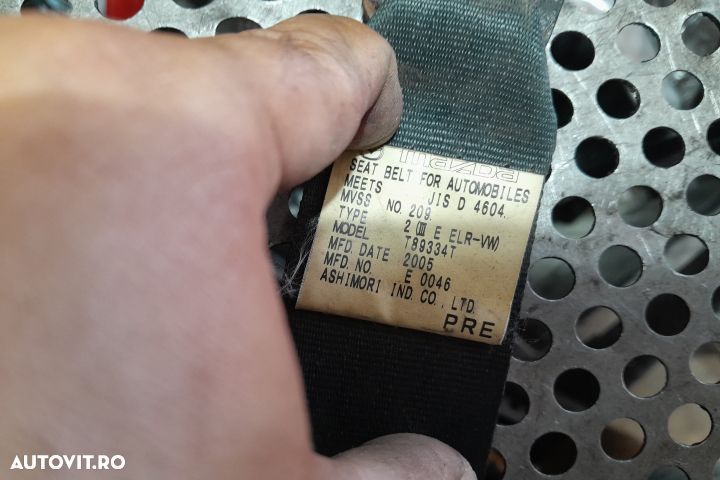 mazda
SEAT BELT FOR AUTOMOBILES
MEETS JIS D 4604.
MVSS NO. 209.
TYPE 2 (III E ELR-VW)
MODEL T89334T
MFD. DATE 2005
MFD. NO. E 0046
ASHIMORI IND. CO., LTD.
PRE
AUTOVIT.RO